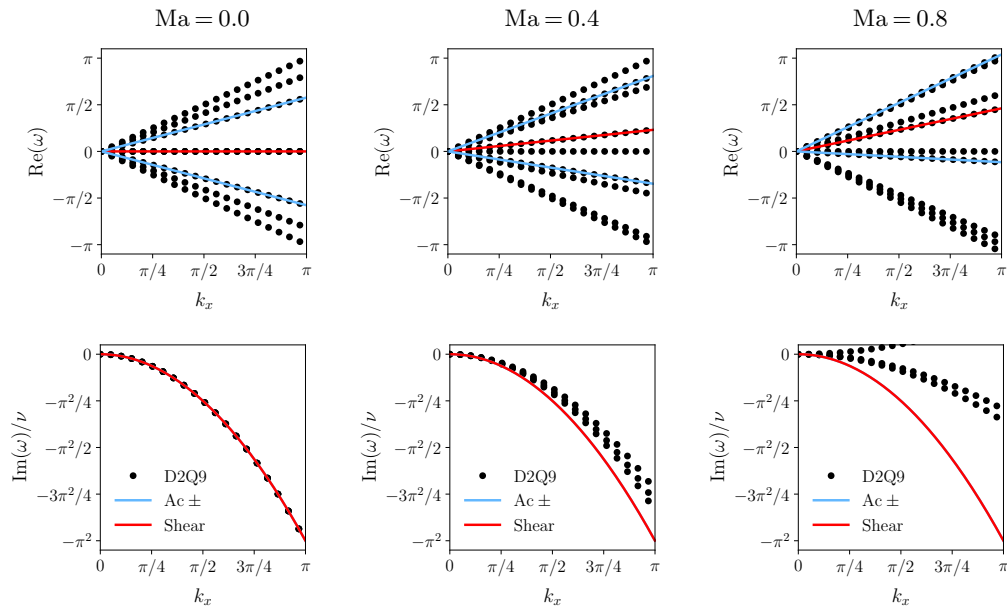 Ma = 0.0
Ma = 0.4
Ma = 0.8
Re(ω)
π
π/2
0
−π/2
−π
0
π/4
π/2
3π/4
π
k_x
Re(ω)
π
π/2
0
−π/2
−π
0
π/4
π/2
3π/4
π
k_x
Re(ω)
π
π/2
0
−π/2
−π
0
π/4
π/2
3π/4
π
k_x
Im(ω)/ν
0
−π²/4
−π²/2
−3π²/4
−π²
D2Q9
Ac ±
Shear
0
π/4
π/2
3π/4
π
k_x
Im(ω)/ν
0
−π²/4
−π²/2
−3π²/4
−π²
D2Q9
Ac ±
Shear
0
π/4
π/2
3π/4
π
k_x
Im(ω)/ν
0
−π²/4
−π²/2
−3π²/4
−π²
D2Q9
Ac ±
Shear
0
π/4
π/2
3π/4
π
k_x